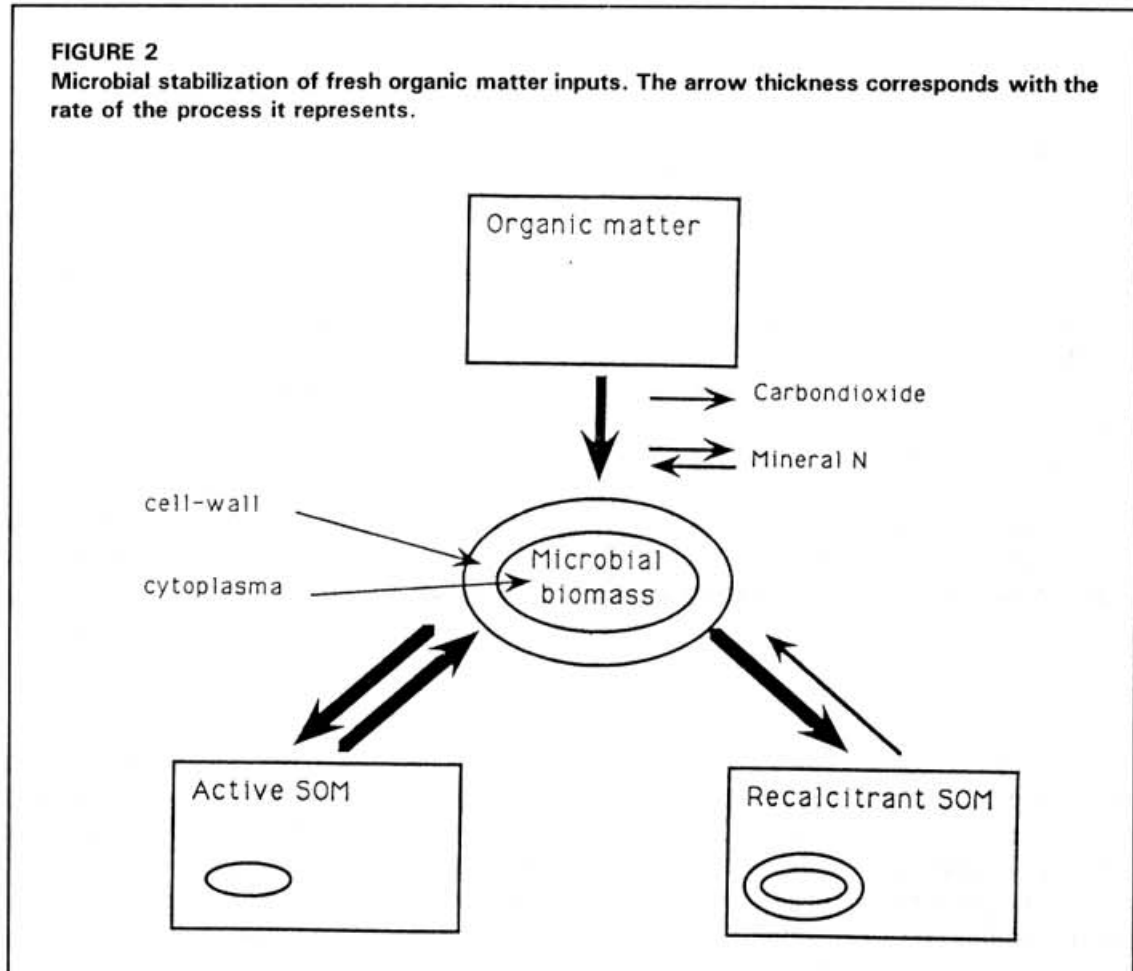 FIGURE 2
Microbial stabilization of fresh organic matter inputs. The arrow thickness corresponds with the
rate of the process it represents.
Organic matter
Carbondioxide
Mineral N
cell-wall
Microbial
biomass
cytoplasma
Active SOM
Recalcitrant SOM